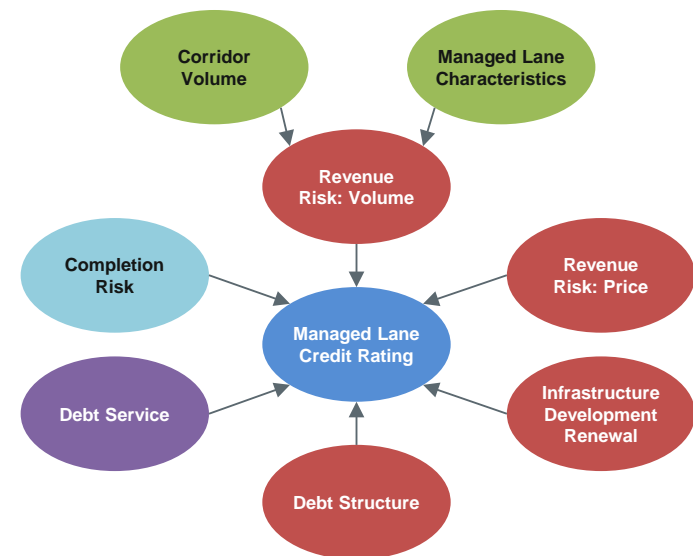 Corridor
Volume
Managed Lane
Characteristics
Revenue
Risk: Volume
Completion
Risk
Revenue
Risk: Price
Managed Lane
Credit Rating
Debt Service
Infrastructure
Development
Renewal
Debt Structure